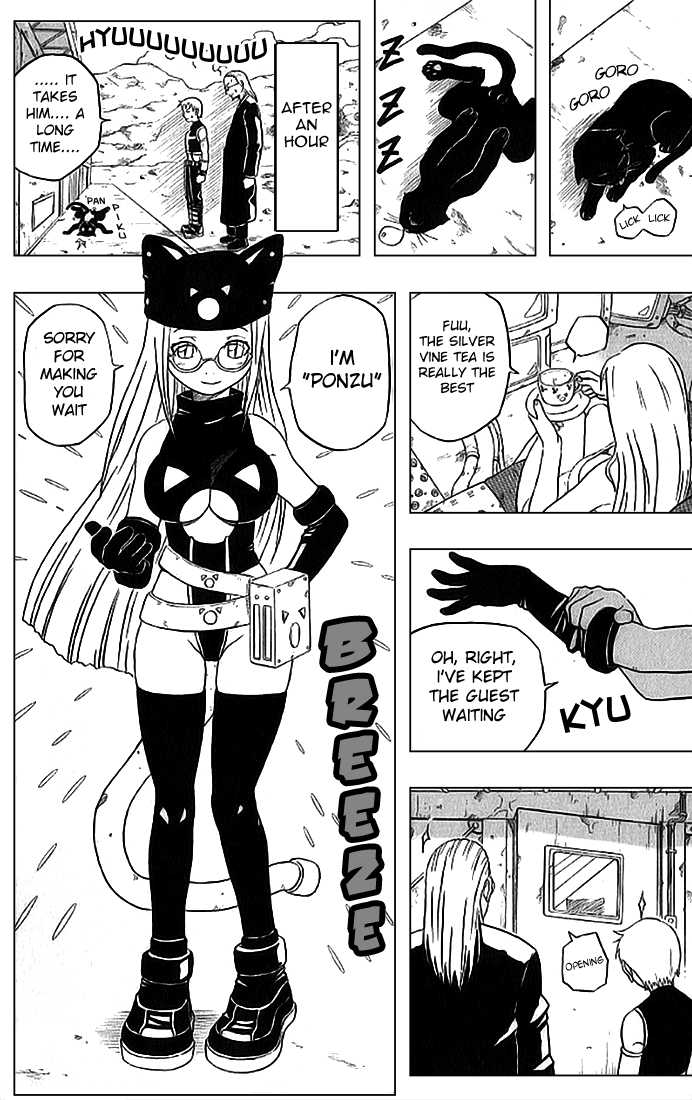 GORO
GORO
LICK LICK
Z
Z
Z
AFTER
AN
HOUR
HYUUUUUUUUUU
..... IT
TAKES
HIM.... A
LONG
TIME....
PAN
PIKU
FUU,
THE SILVER
VINE TEA IS
REALLY THE
BEST
OH, RIGHT,
I'VE KEPT
THE GUEST
WAITING
KYU
OPENING
I'M
"PONZU"
SORRY
FOR
MAKING
YOU
WAIT
BREEZE